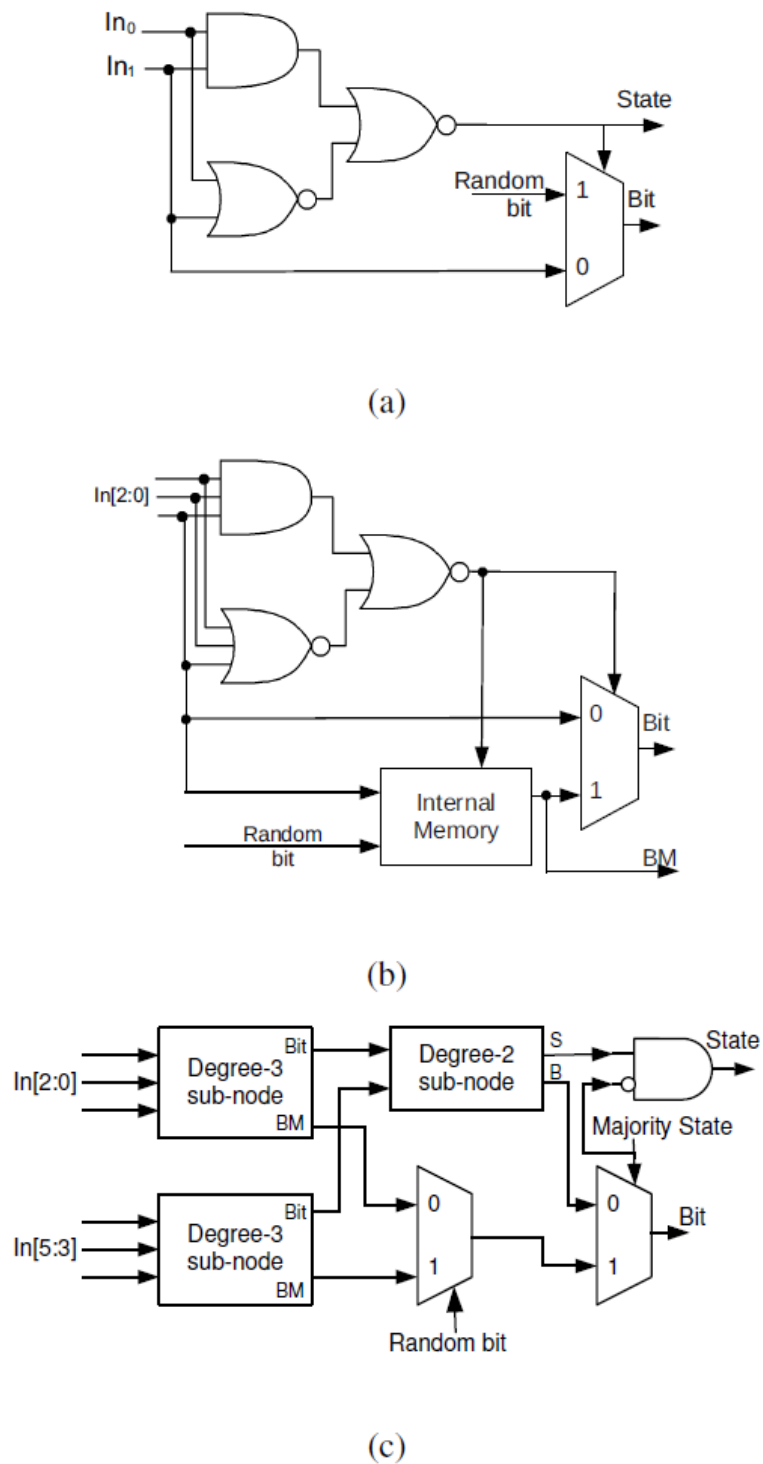 In0
In1
State
Random
bit
1
Bit
0
(a)
In[2:0]
0
Bit
Internal
Memory
1
Random
bit
BM
(b)
In[2:0]
Degree-3
sub-node
Bit
BM
Degree-2
sub-node
S
B
State
Majority State
In[5:3]
Degree-3
sub-node
Bit
BM
0
1
0
1
Bit
Random bit
(c)